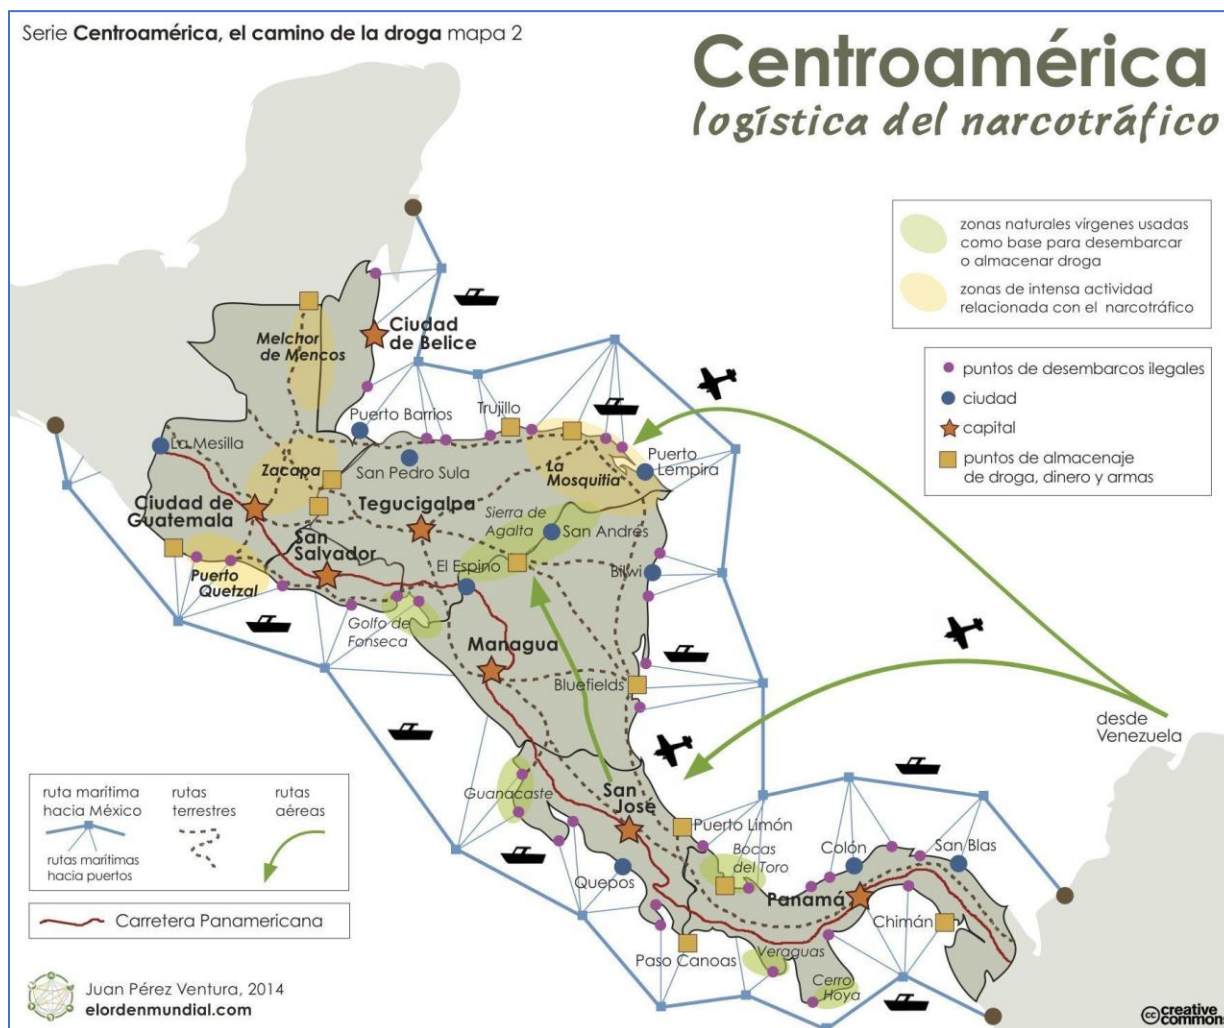 Serie Centroamérica, el camino de la droga mapa 2
Centroamérica
logística del narcotráfico
zonas naturales vírgenes usadas
como base para desembarcar
o almacenar droga
zonas de intensa actividad
relacionada con el narcotráfico
puntos de desembarcos ilegales
ciudad
capital
puntos de almacenaje
de droga, dinero y armas
Melchor
de Mencos
Ciudad
de Belice
Puerto Barrios
Trujillo
La Mesilla
San Pedro Sula
Zacapa
La
Mosquitia
Puerto
Lempira
Ciudad de
Guatemala
Tegucigalpa
Sierra de
Agalta
San Andrés
San
Salvador
El Espino
Bilwi
Puerto
Quetzal
Golfo de
Fonseca
Managua
Bluefields
desde
Venezuela
Guanacaste
San
José
Puerto Limón
Bocas
del Toro
Colón
San Blas
Quepos
Panamá
Chimán
Paso Canoas
Veraguas
Cerro
Hoya
ruta marítima
hacia México
rutas
terrestres
rutas
aéreas
rutas marítimas
hacia puertos
Carretera Panamericana
Juan Pérez Ventura, 2014
elordenmundial.com
cc creative
commons